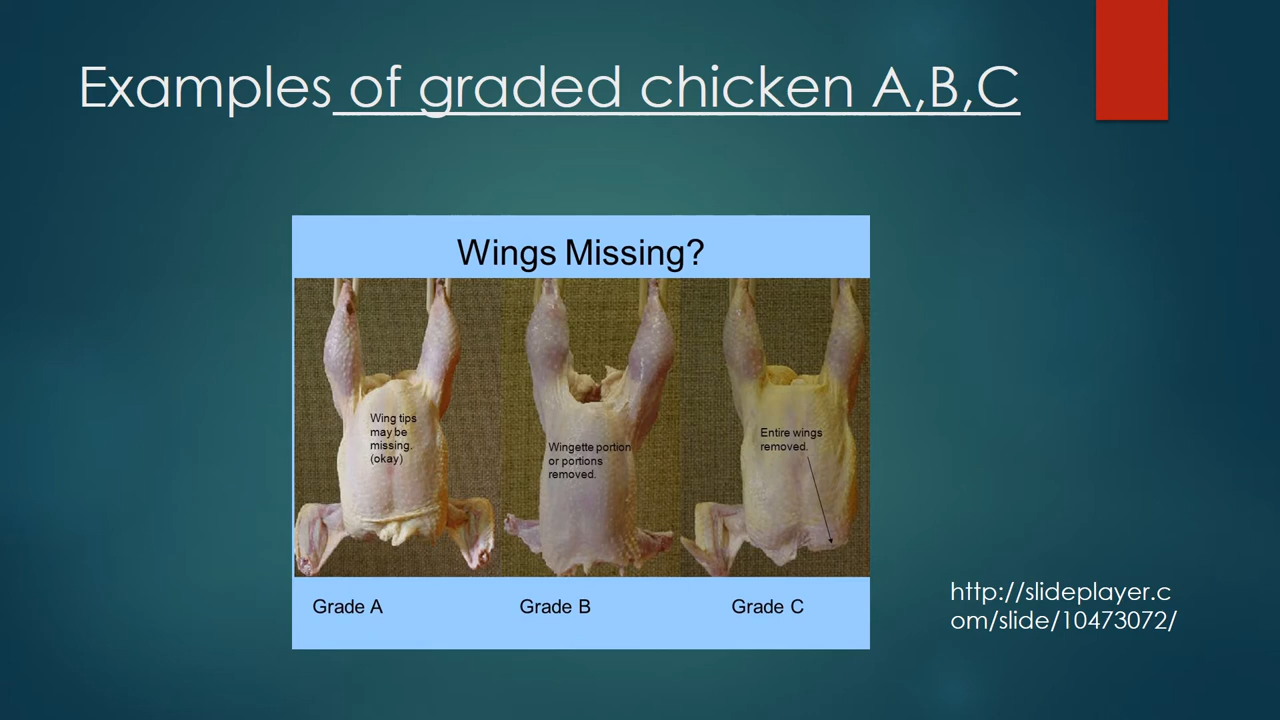 Examples of graded chicken A,B,C
Wings Missing?
Wing tips
may be
missing.
(okay)
Wingette portion
or portions
removed.
Entire wings
removed.
Grade A
Grade B
Grade C
http://slideplayer.c
om/slide/10473072/